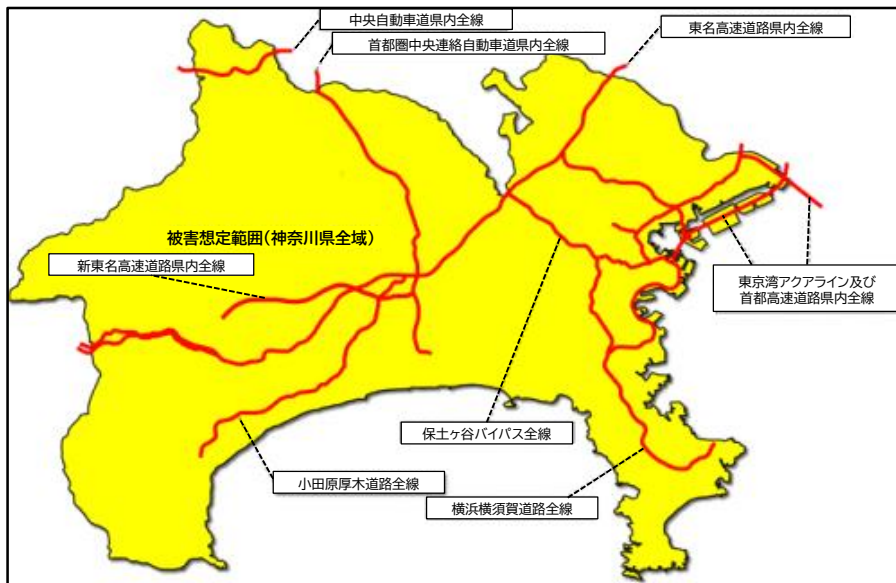 中央自動車道県内全線
首都圏中央連絡自動車道県内全線
東名高速道路県内全線
被害想定範囲(神奈川県全域)
新東名高速道路県内全線
東京湾アクアライン及び
首都高速道路県内全線
保土ヶ谷バイパス全線
小田原厚木道路全線
横浜横須賀道路全線